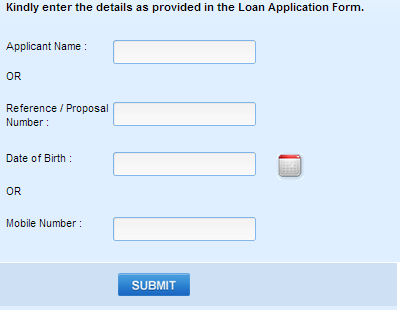 Kindly enter the details as provided in the Loan Application Form.
Applicant Name :
OR
Reference / Proposal
Number :
Date of Birth :
OR
Mobile Number :
SUBMIT